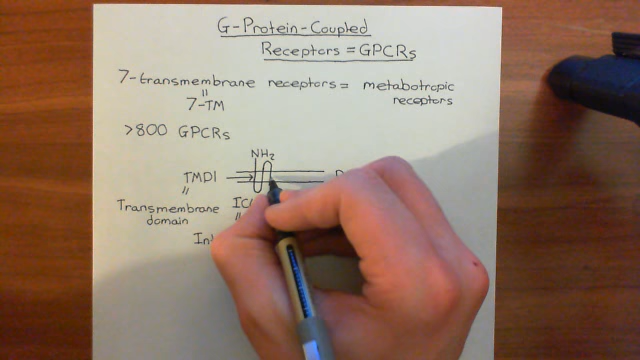 G-Protein-Coupled
Receptors = GPCRs
7-transmembrane receptors = metabotropic
receptors
"
7-TM
>800 GPCRs
NH2
TMD1
"
Transmembrane
domain